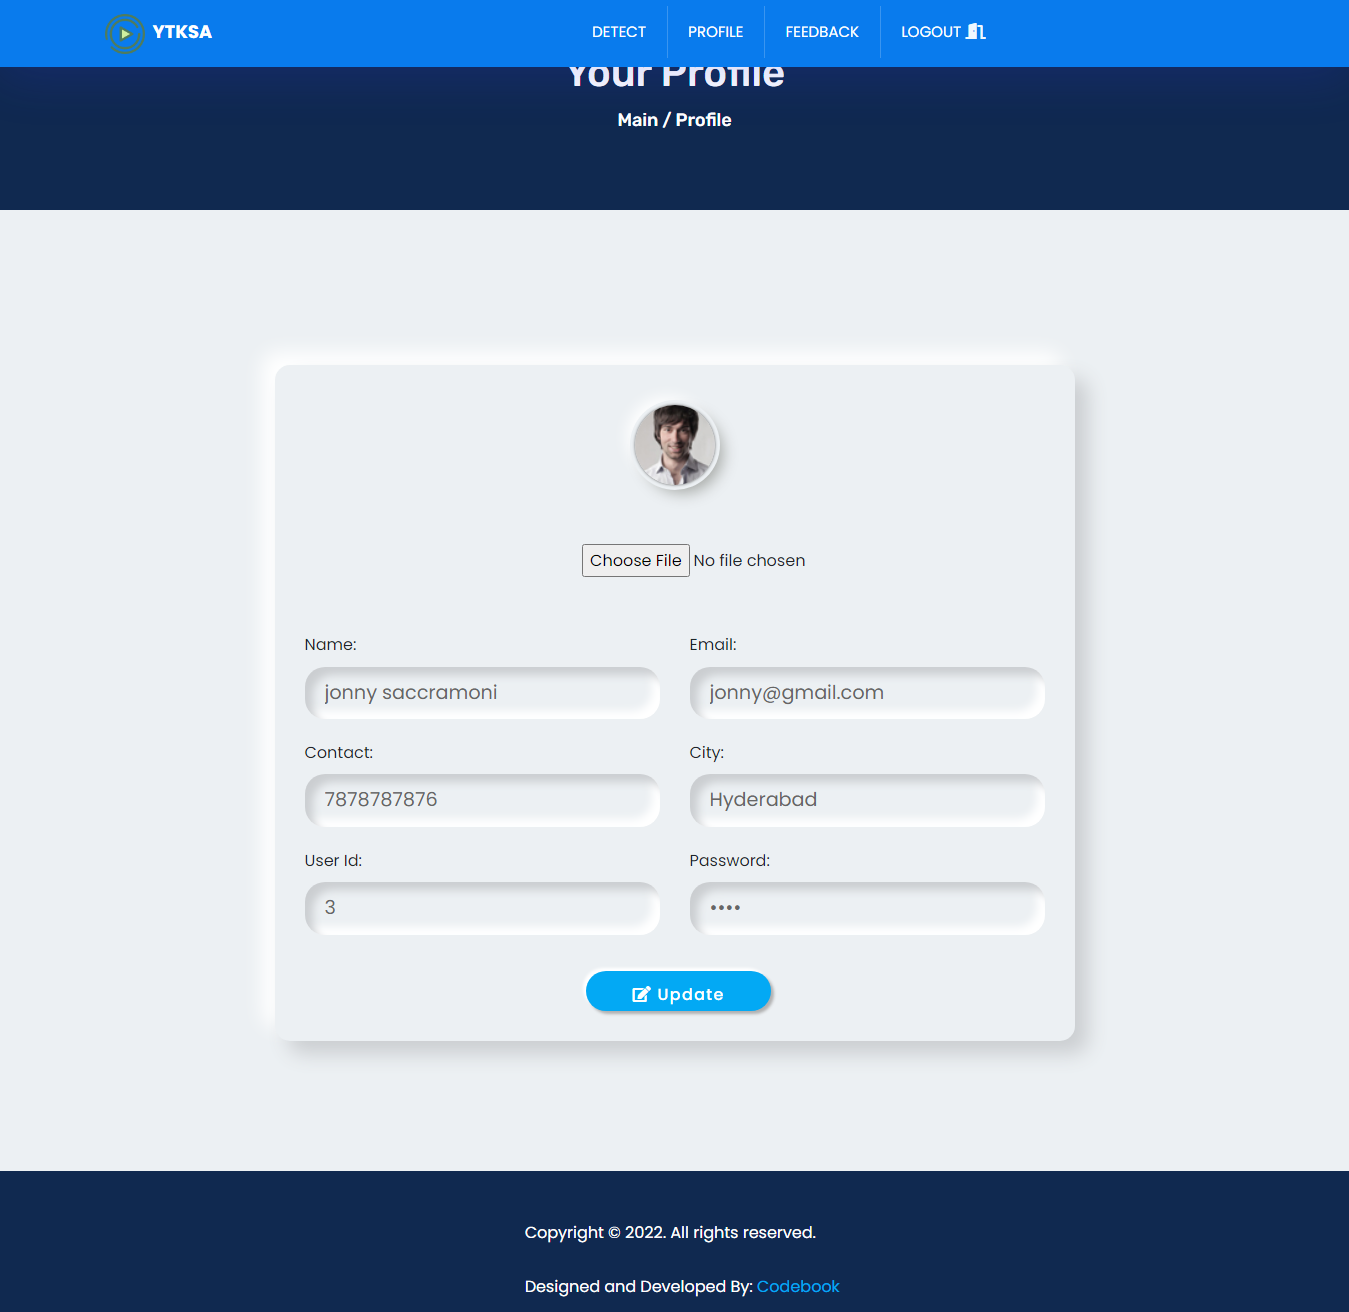 YTKSA
DETECT PROFILE FEEDBACK LOGOUT
Your Profile
Main / Profile
Choose File No file chosen
Name: Email:
jonny saccramoni jonny@gmail.com
Contact: City:
7878787876 Hyderabad
User Id: Password:
3 ••••
Update
Copyright © 2022. All rights reserved.
Designed and Developed By: Codebook